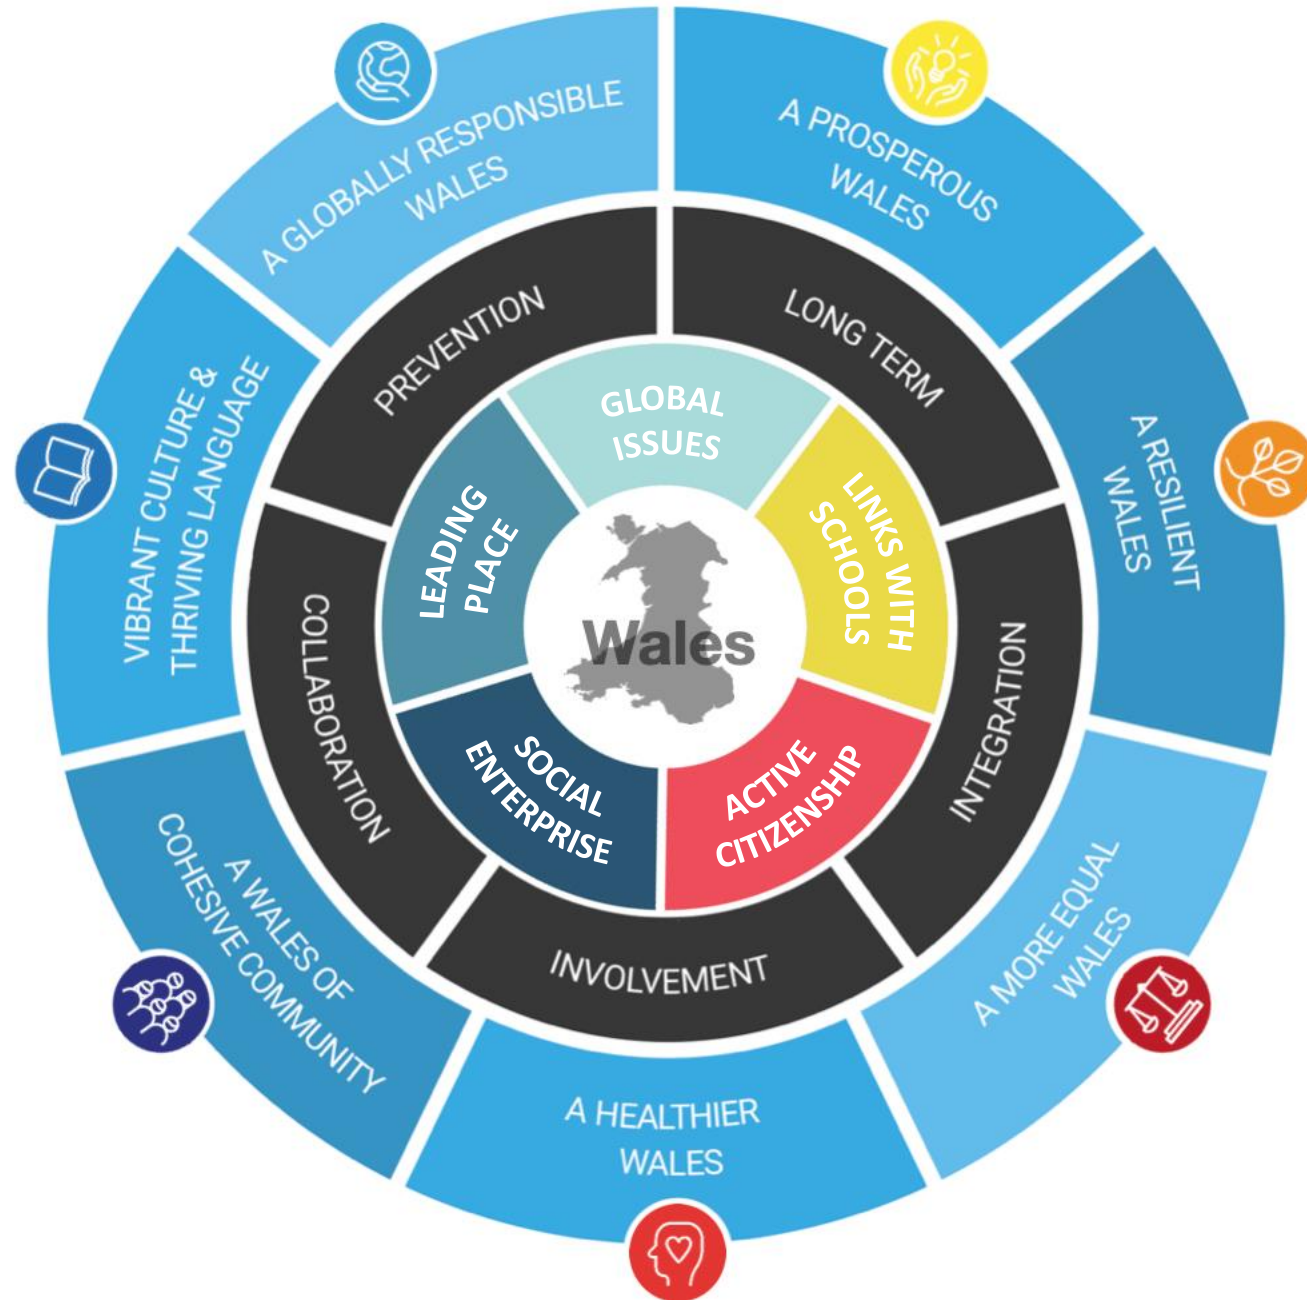 A GLOBALLY RESPONSIBLE
WALES
A PROSPEROUS
WALES
A RESILIENT
WALES
A MORE EQUAL
WALES
A HEALTHIER
WALES
A WALES OF
COHESIVE COMMUNITY
VIBRANT CULTURE &
THRIVING LANGUAGE
PREVENTION
LONG TERM
INTEGRATION
INVOLVEMENT
COLLABORATION
GLOBAL
ISSUES
LINKS WITH
SCHOOLS
ACTIVE
CITIZENSHIP
SOCIAL
ENTERPRISE
LEADING
PLACE
Wales